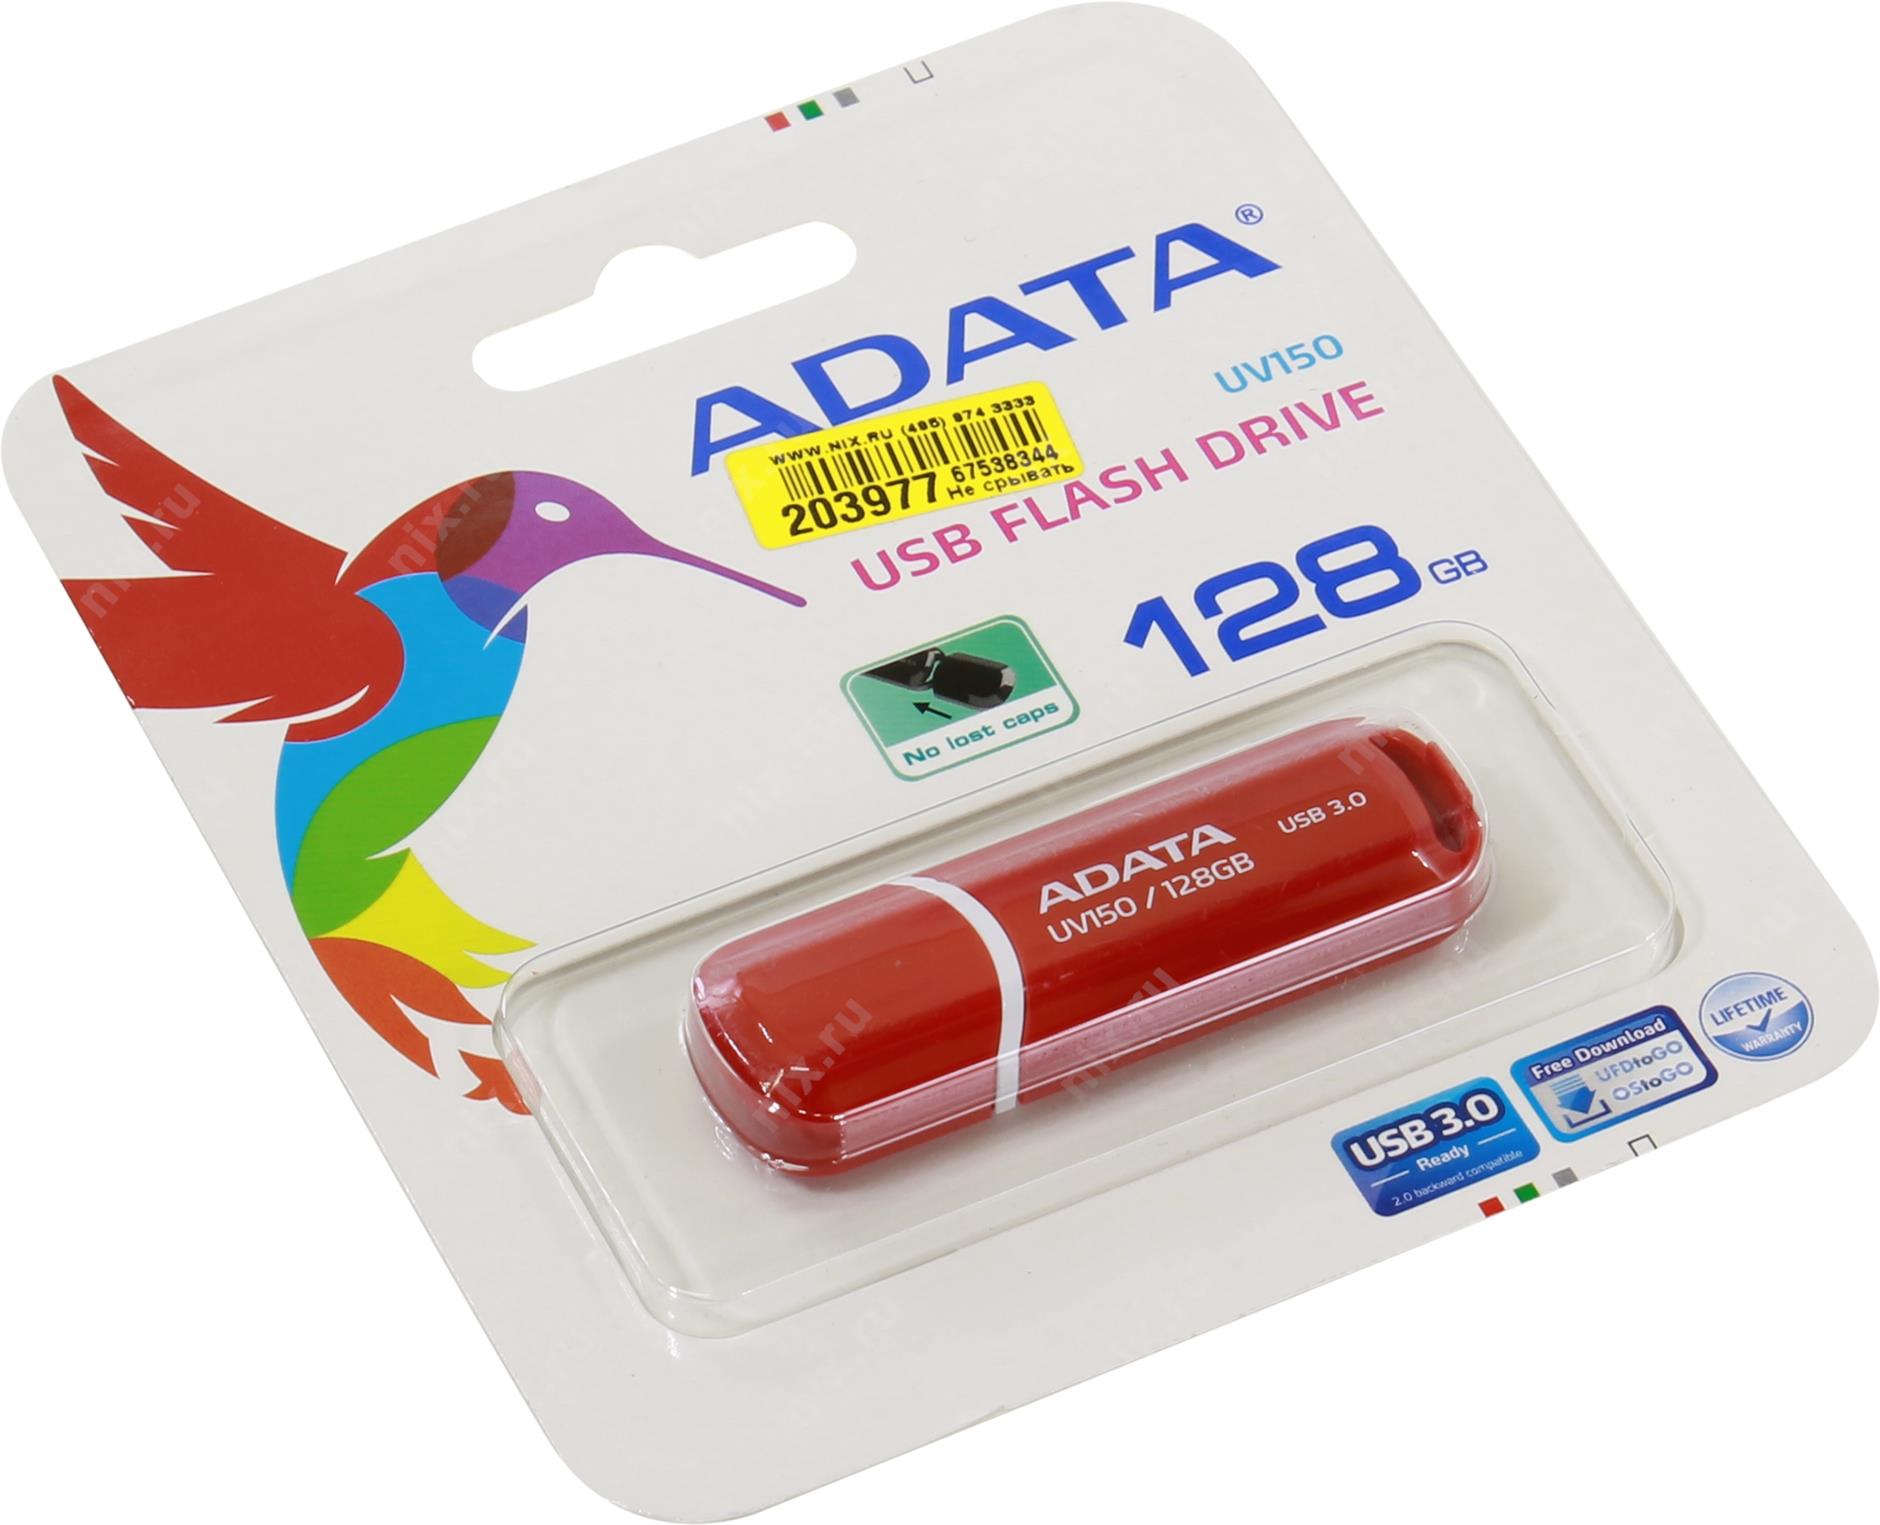 ADATA®
UV150
WWW.NIX.RU (495) 974 3333
203977 67538344
Не срывать
USB FLASH DRIVE
128 GB
No lost caps
ADATA
UV150 / 128GB
USB 3.0
LIFETIME
WARRANTY
Free Download
UFDtoGO
OStoGO
USB 3.0
Ready
2.0 backward compatible
nix.ru